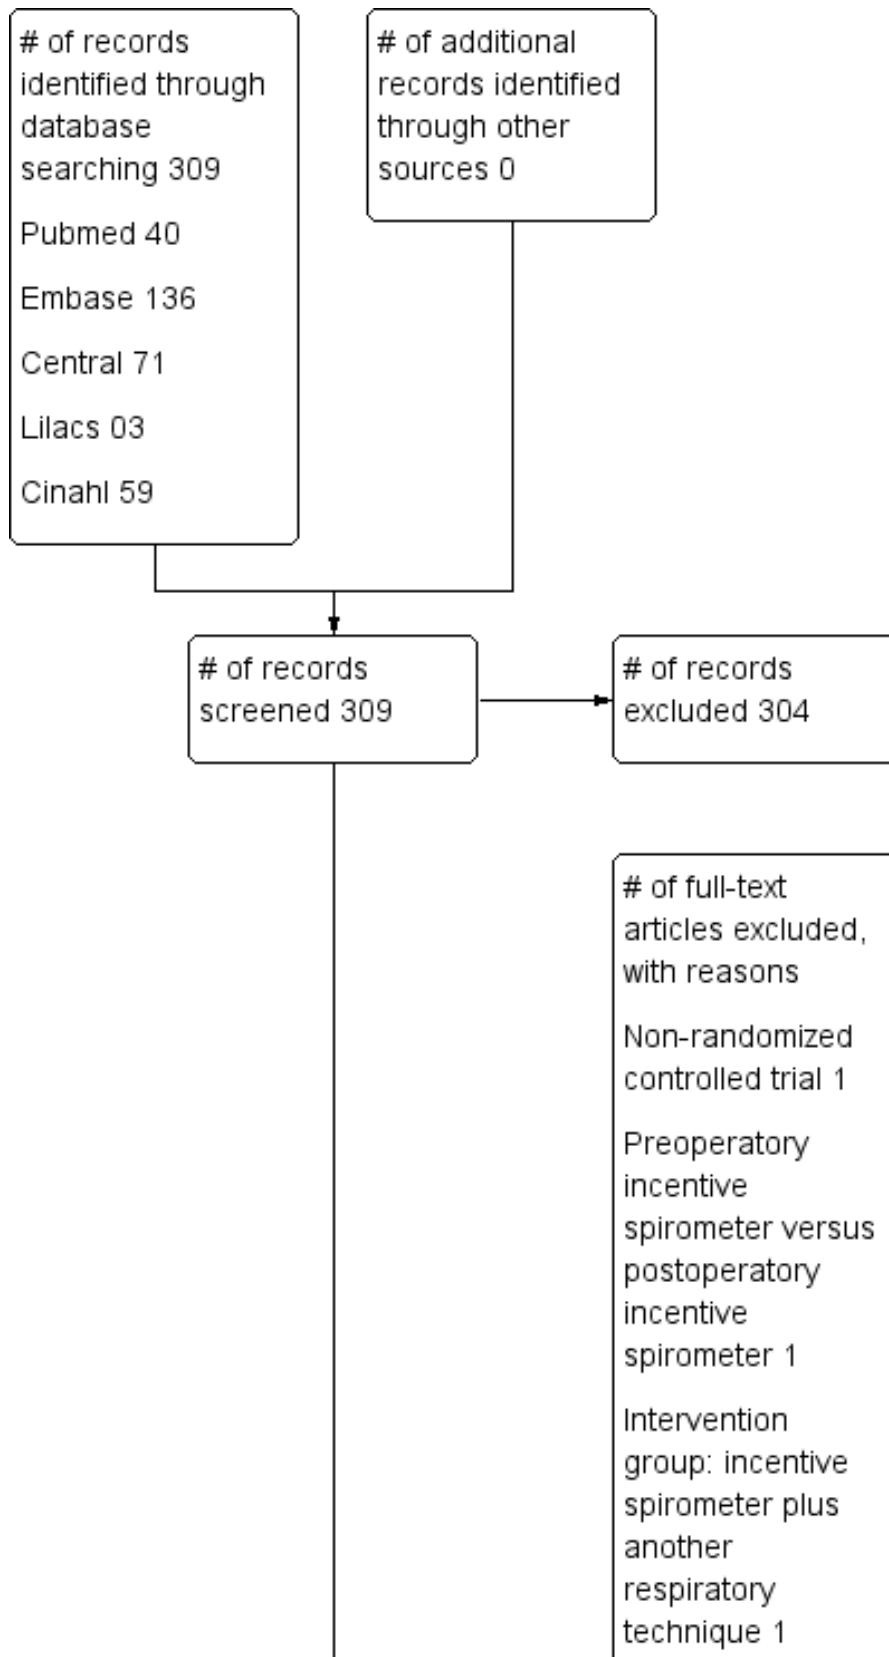 # of records
identified through
database
searching 309
Pubmed 40
Embase 136
Central 71
Lilacs 03
Cinahl 59
# of additional
records identified
through other
sources 0
# of records
screened 309
# of records
excluded 304
# of full-text
articles excluded,
with reasons
Non-randomized
controlled trial 1
Preoperatory
incentive
spirometer versus
postoperatory
incentive
spirometer 1
Intervention
group: incentive
spirometer plus
another
respiratory
technique 1